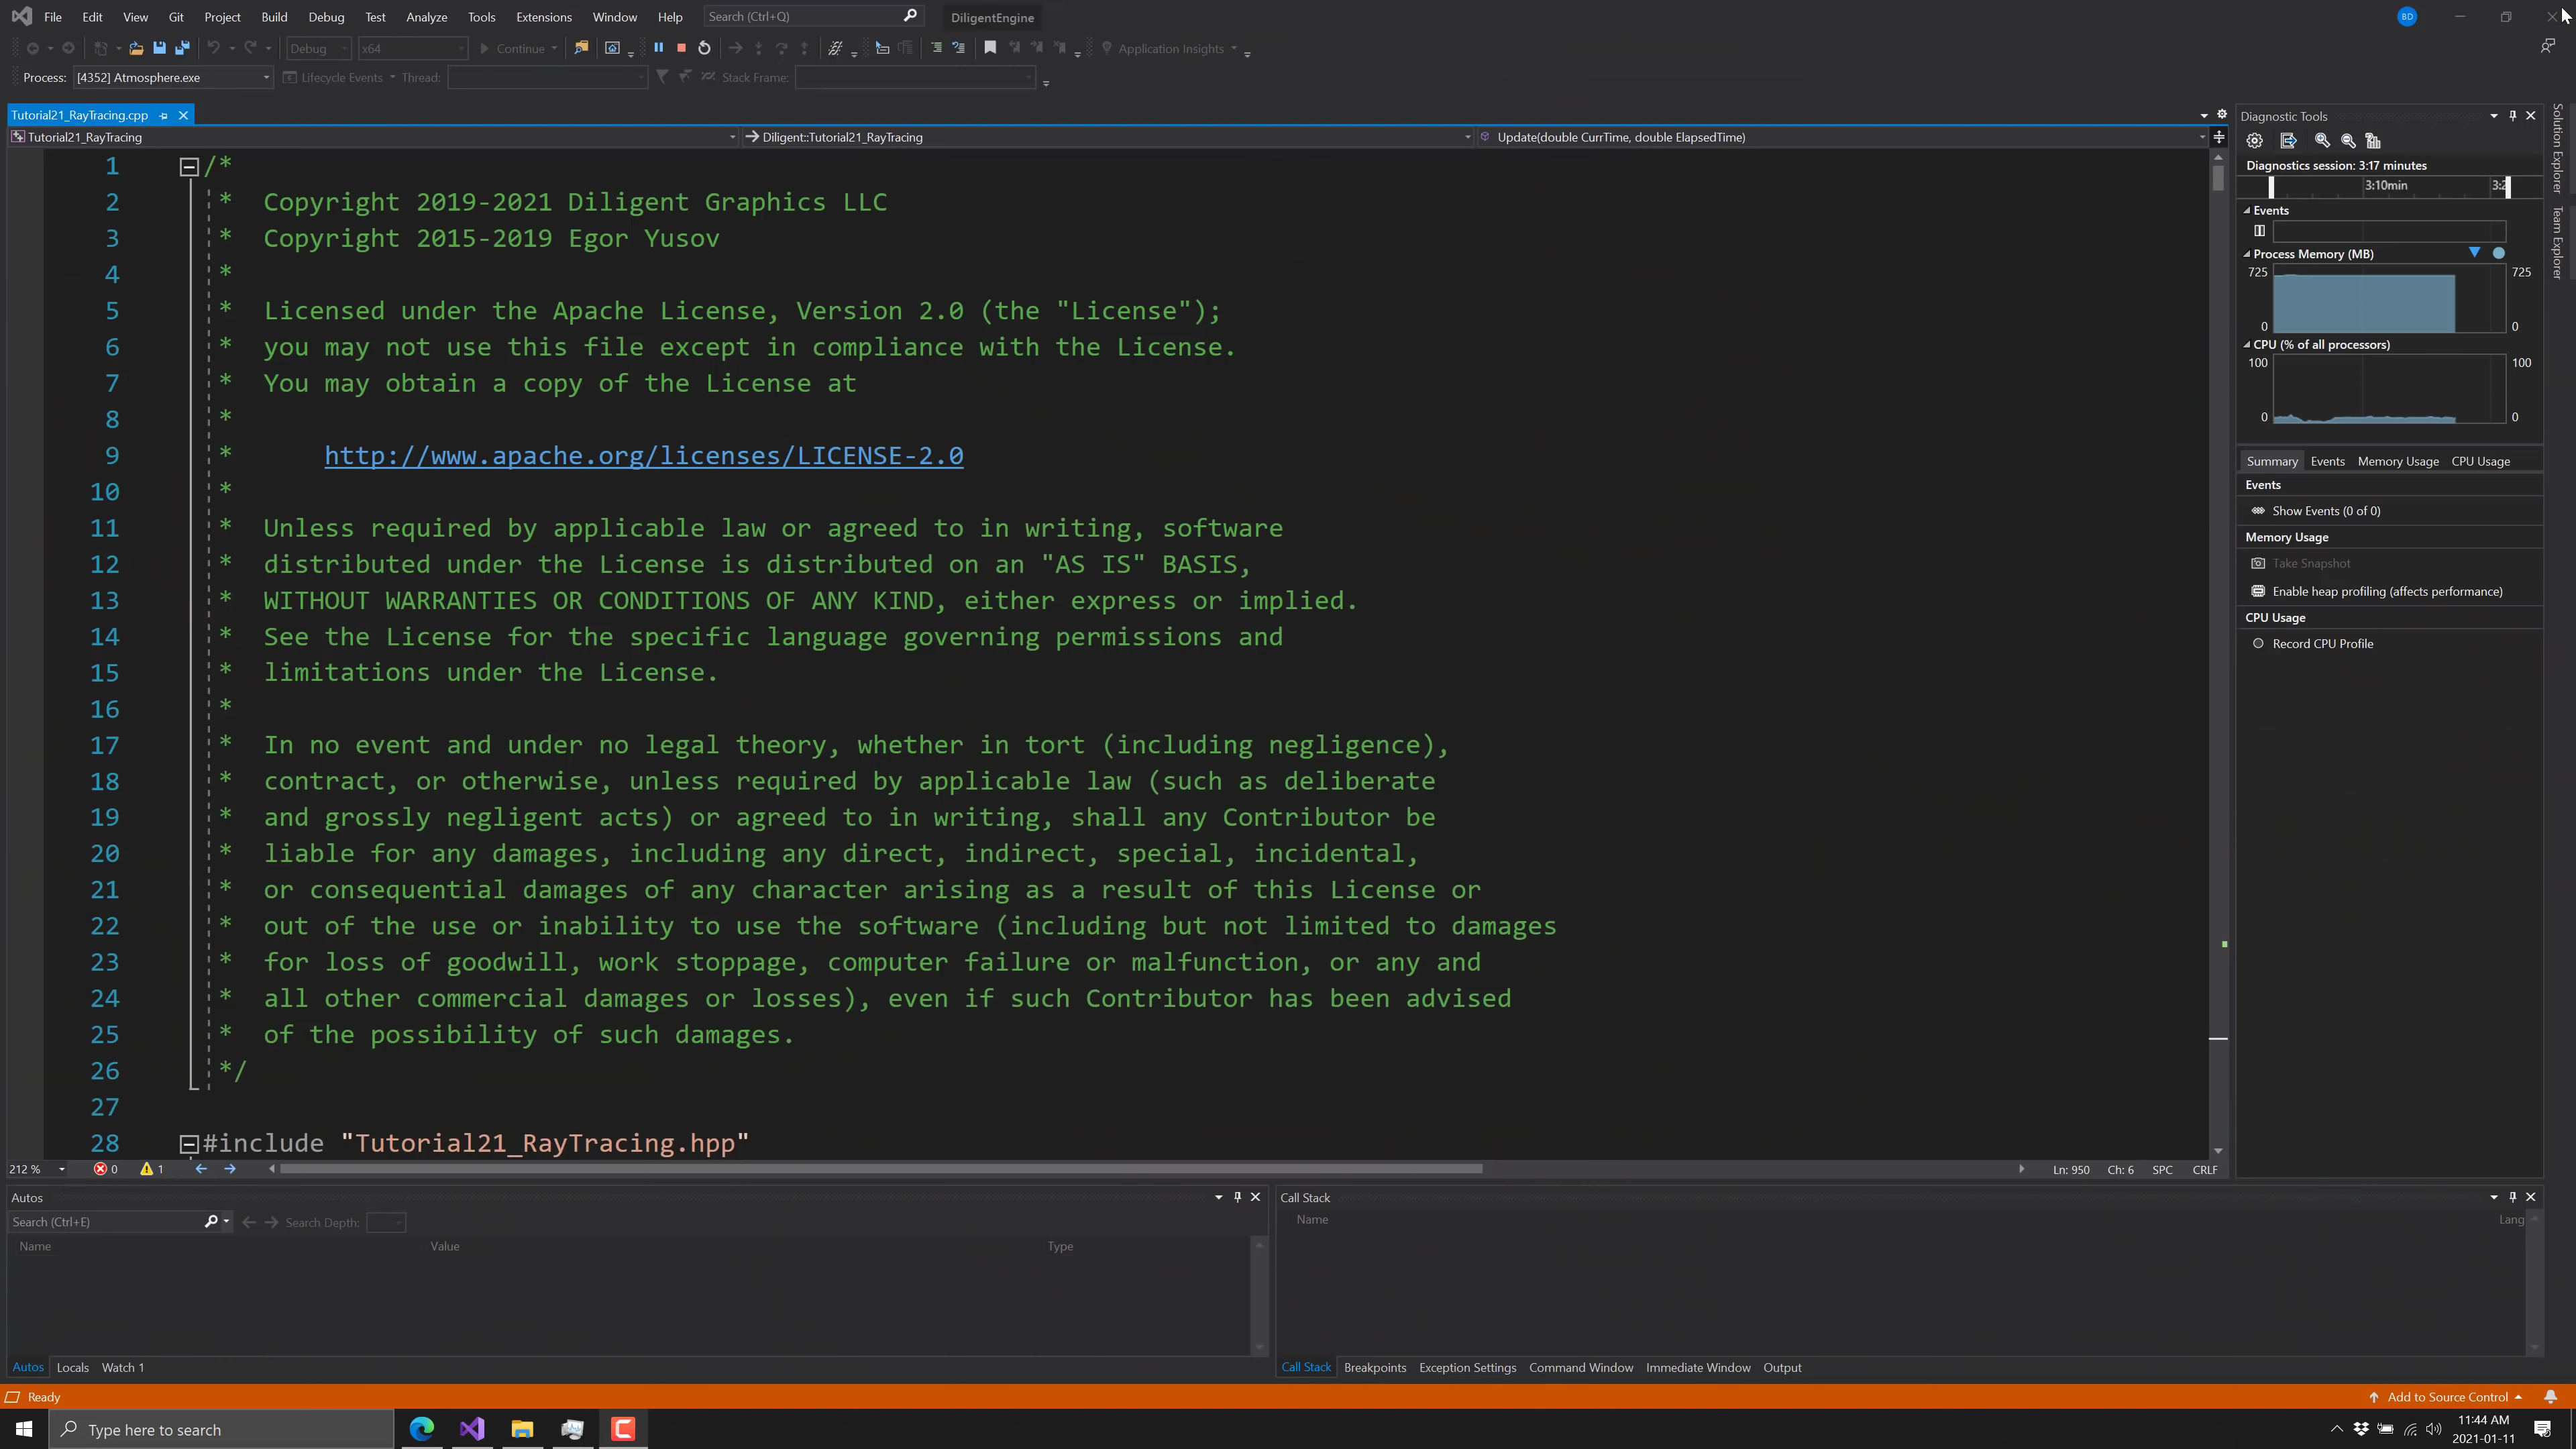 File Edit View Git Project Build Debug Test Analyze Tools Extensions Window Help Search (Ctrl+Q) DiligentEngine BD
Debug x64 Continue Application Insights
Process: [4352] Atmosphere.exe Lifecycle Events Thread: Stack Frame:
Tutorial21_RayTracing.cpp
Tutorial21_RayTracing Diligent::Tutorial21_RayTracing Update(double CurrTime, double ElapsedTime)
1 /*
2 * Copyright 2019-2021 Diligent Graphics LLC
3 * Copyright 2015-2019 Egor Yusov
4 *
5 * Licensed under the Apache License, Version 2.0 (the "License");
6 * you may not use this file except in compliance with the License.
7 * You may obtain a copy of the License at
8 *
9 * http://www.apache.org/licenses/LICENSE-2.0
10 *
11 * Unless required by applicable law or agreed to in writing, software
12 * distributed under the License is distributed on an "AS IS" BASIS,
13 * WITHOUT WARRANTIES OR CONDITIONS OF ANY KIND, either express or implied.
14 * See the License for the specific language governing permissions and
15 * limitations under the License.
16 *
17 * In no event and under no legal theory, whether in tort (including negligence),
18 * contract, or otherwise, unless required by applicable law (such as deliberate
19 * and grossly negligent acts) or agreed to in writing, shall any Contributor be
20 * liable for any damages, including any direct, indirect, special, incidental,
21 * or consequential damages of any character arising as a result of this License or
22 * out of the use or inability to use the software (including but not limited to damages
23 * for loss of goodwill, work stoppage, computer failure or malfunction, or any and
24 * all other commercial damages or losses), even if such Contributor has been advised
25 * of the possibility of such damages.
26 */
27
28 #include "Tutorial21_RayTracing.hpp"
212 % 0 1 Ln: 950 Ch: 6 SPC CRLF
Diagnostic Tools
Diagnostics session: 3:17 minutes
3:10min 3:2
Events
Process Memory (MB)
725 725
0 0
CPU (% of all processors)
100 100
0 0
Summary Events Memory Usage CPU Usage
Events
Show Events (0 of 0)
Memory Usage
Take Snapshot
Enable heap profiling (affects performance)
CPU Usage
Record CPU Profile
Solution Explorer
Team Explorer
Autos
Search (Ctrl+E) Search Depth:
Name Value Type
Autos Locals Watch 1
Call Stack
Name Lang
Call Stack Breakpoints Exception Settings Command Window Immediate Window Output
Ready Add to Source Control
Type here to search
11:44 AM
2021-01-11